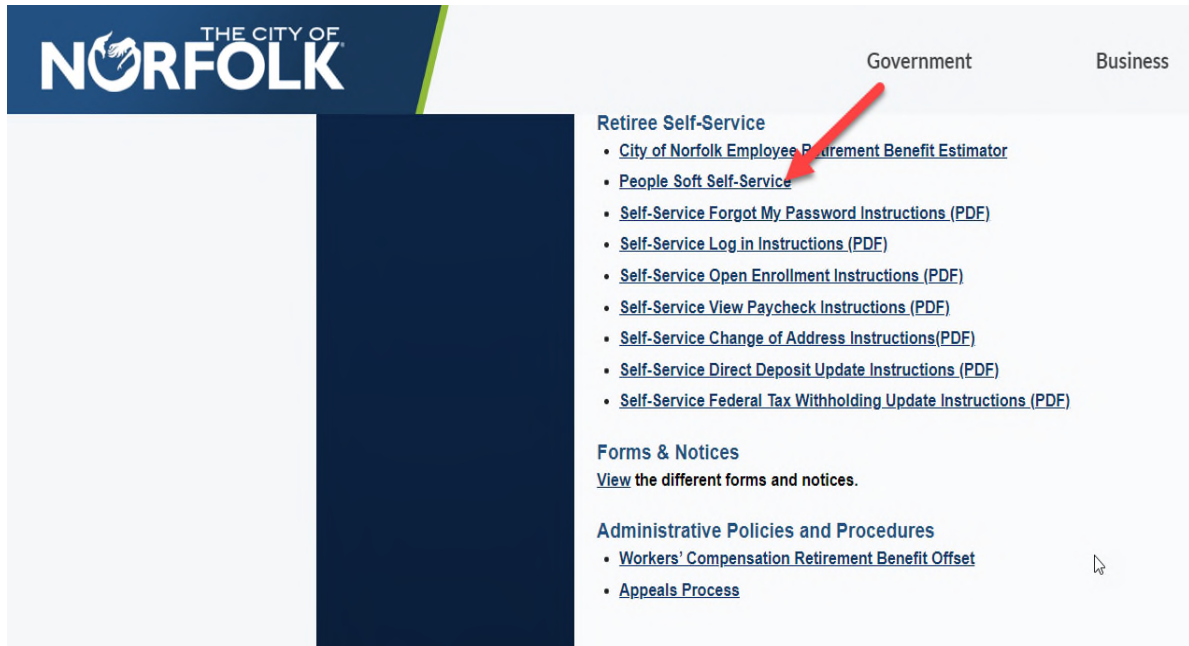 THE CITY OF
NORFOLK
Government
Business
Retiree Self-Service
• City of Norfolk Employee Retirement Benefit Estimator
• People Soft Self-Service
• Self-Service Forgot My Password Instructions (PDF)
• Self-Service Log in Instructions (PDF)
• Self-Service Open Enrollment Instructions (PDF)
• Self-Service View Paycheck Instructions (PDF)
• Self-Service Change of Address Instructions(PDF)
• Self-Service Direct Deposit Update Instructions (PDF)
• Self-Service Federal Tax Withholding Update Instructions (PDF)
Forms & Notices
View the different forms and notices.
Administrative Policies and Procedures
• Workers’ Compensation Retirement Benefit Offset
• Appeals Process